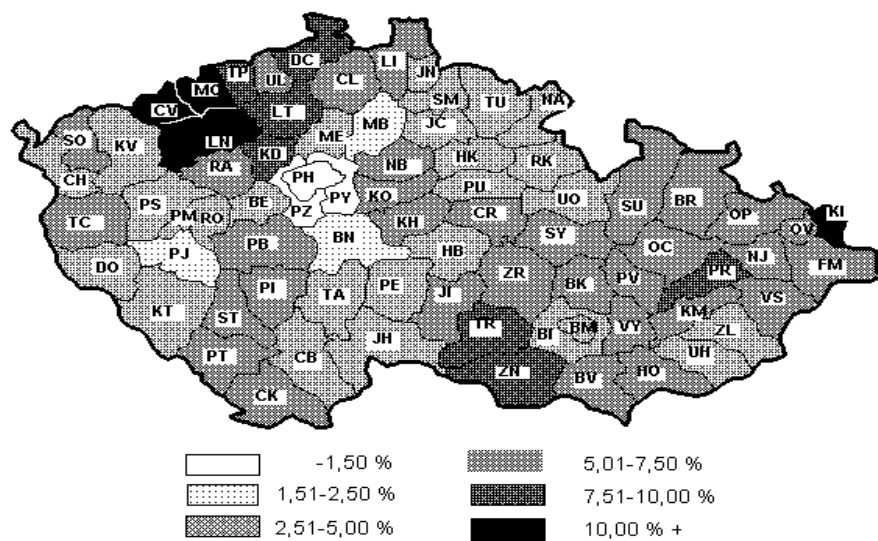 DC
LI
TP
UL
CL
JN
MO
CV
LT
SM
TU
NA
MB
JC
LN
ME
SO
KV
KD
HK
RK
RA
NB
PH
CH
PY
KO
PU
UO
BE
PS
PM
RO
PZ
TC
KH
CR
SU
BR
KI
OP
OV
BN
SY
PJ
PB
HB
OC
NJ
DO
ZR
PR
FM
PI
TA
PE
JI
BK
PV
KT
ST
VS
KM
TR
BI
BM
VY
ZL
PT
CB
JH
UH
ZN
BV
HO
CK
-1,50 %
5,01-7,50 %
1,51-2,50 %
7,51-10,00 %
2,51-5,00 %
10,00 % +